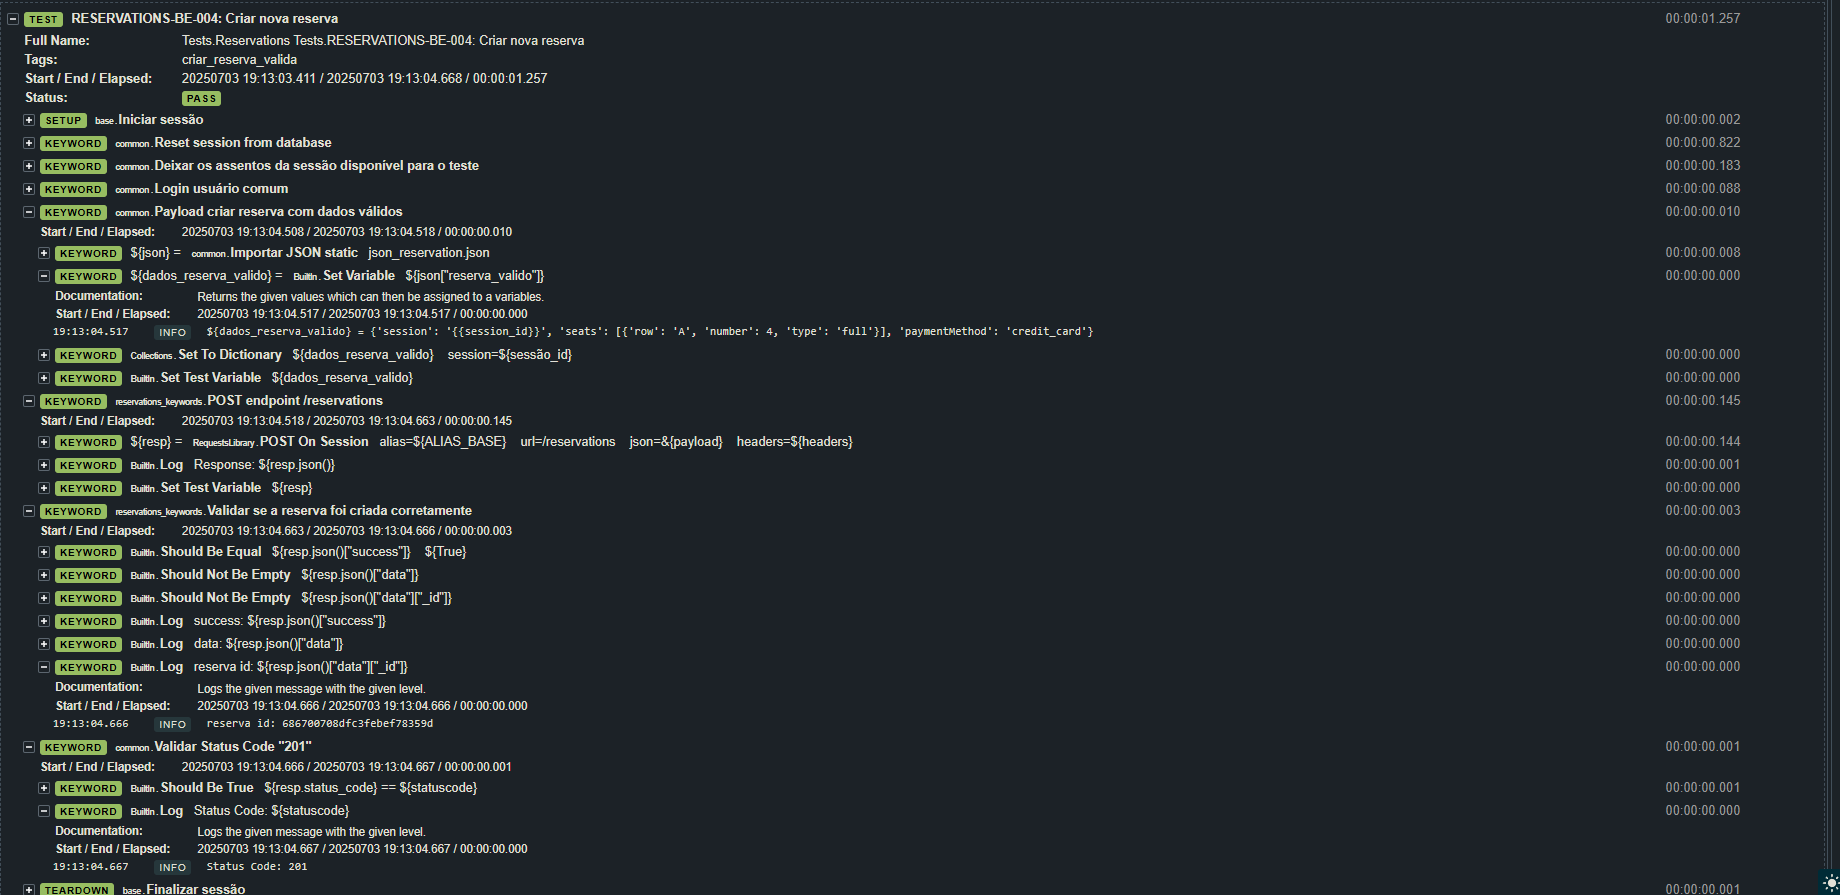 TEST RESERVATIONS-BE-004: Criar nova reserva 00:00:01.257
Full Name: Tests.Reservations Tests.RESERVATIONS-BE-004: Criar nova reserva
Tags: criar_reserva_valida
Start / End / Elapsed: 20250703 19:13:03.411 / 20250703 19:13:04.668 / 00:00:01.257
Status: PASS
SETUP base. Iniciar sessão 00:00:00.002
KEYWORD common. Reset session from database 00:00:00.822
KEYWORD common. Deixar os assentos da sessão disponível para o teste 00:00:00.183
KEYWORD common. Login usuário comum 00:00:00.088
KEYWORD common. Payload criar reserva com dados válidos 00:00:00.010
Start / End / Elapsed: 20250703 19:13:04.508 / 20250703 19:13:04.518 / 00:00:00.010
KEYWORD ${json} = common. Importar JSON static json_reservation.json 00:00:00.008
KEYWORD ${dados_reserva_valido} = BuiltIn. Set Variable ${json["reserva_valido"]} 00:00:00.000
Documentation: Returns the given values which can then be assigned to a variables.
Start / End / Elapsed: 20250703 19:13:04.517 / 20250703 19:13:04.517 / 00:00:00.000
19:13:04.517 INFO ${dados_reserva_valido} = {'session': '{{session_id}}', 'seats': [{'row': 'A', 'number': 4, 'type': 'full'}], 'paymentMethod': 'credit_card'}
KEYWORD Collections. Set To Dictionary ${dados_reserva_valido} session=${sessão_id} 00:00:00.000
KEYWORD BuiltIn. Set Test Variable ${dados_reserva_valido} 00:00:00.000
KEYWORD reservations_keywords. POST endpoint /reservations 00:00:00.145
Start / End / Elapsed: 20250703 19:13:04.518 / 20250703 19:13:04.663 / 00:00:00.145
KEYWORD ${resp} = RequestsLibrary. POST On Session alias=${ALIAS_BASE} url=/reservations json=&{payload} headers=${headers} 00:00:00.144
KEYWORD BuiltIn. Log Response: ${resp.json()} 00:00:00.001
KEYWORD BuiltIn. Set Test Variable ${resp} 00:00:00.000
KEYWORD reservations_keywords. Validar se a reserva foi criada corretamente 00:00:00.003
Start / End / Elapsed: 20250703 19:13:04.663 / 20250703 19:13:04.666 / 00:00:00.003
KEYWORD BuiltIn. Should Be Equal ${resp.json()["success"]} ${True} 00:00:00.000
KEYWORD BuiltIn. Should Not Be Empty ${resp.json()["data"]} 00:00:00.000
KEYWORD BuiltIn. Should Not Be Empty ${resp.json()["data"]["_id"]} 00:00:00.000
KEYWORD BuiltIn. Log success: ${resp.json()["success"]} 00:00:00.000
KEYWORD BuiltIn. Log data: ${resp.json()["data"]} 00:00:00.000
KEYWORD BuiltIn. Log reserva id: ${resp.json()["data"]["_id"]} 00:00:00.000
Documentation: Logs the given message with the given level.
Start / End / Elapsed: 20250703 19:13:04.666 / 20250703 19:13:04.666 / 00:00:00.000
19:13:04.666 INFO reserva id: 686700708dfc3febef78359d
KEYWORD common. Validar Status Code "201" 00:00:00.001
Start / End / Elapsed: 20250703 19:13:04.666 / 20250703 19:13:04.667 / 00:00:00.001
KEYWORD BuiltIn. Should Be True ${resp.status_code} == ${statuscode} 00:00:00.001
KEYWORD BuiltIn. Log Status Code: ${statuscode} 00:00:00.000
Documentation: Logs the given message with the given level.
Start / End / Elapsed: 20250703 19:13:04.667 / 20250703 19:13:04.667 / 00:00:00.000
19:13:04.667 INFO Status Code: 201
TEARDOWN base. Finalizar sessão 00:00:00.001